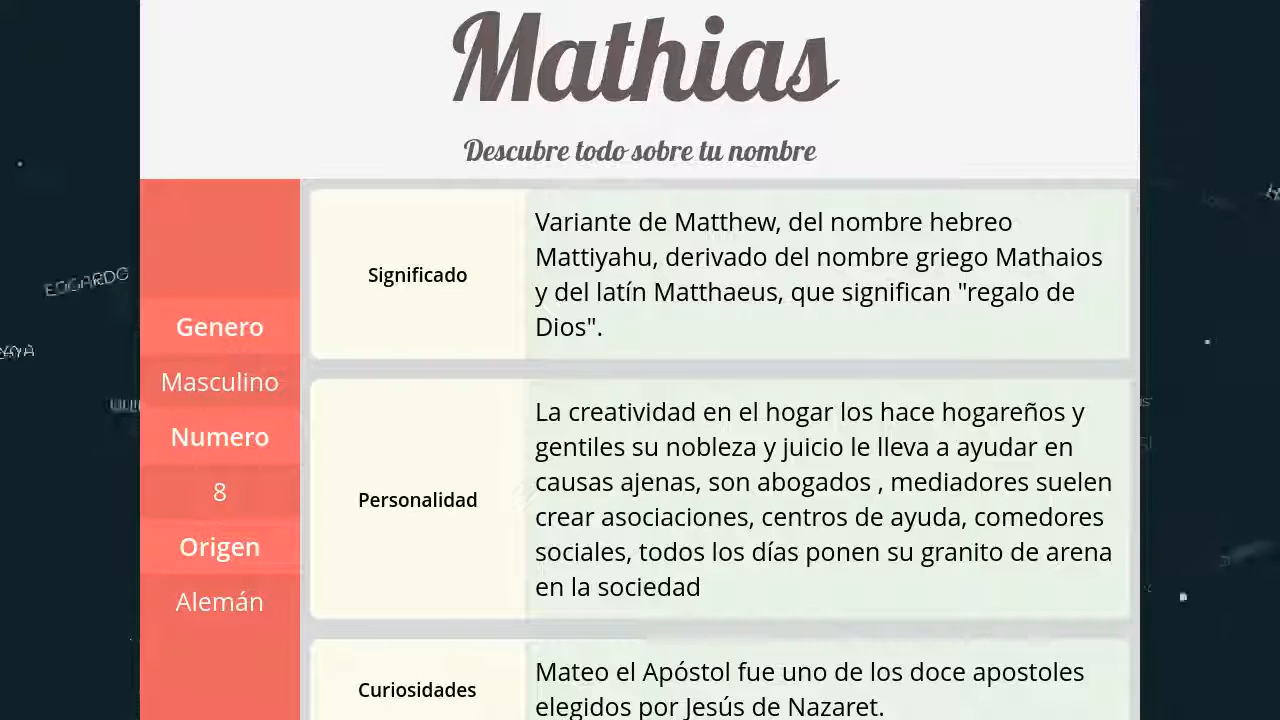 Mathias
Descubre todo sobre tu nombre
EDGARDO
Genero
Masculino
Numero
8
Origen
Alemán
Significado
Variante de Matthew, del nombre hebreo
Mattiyahu, derivado del nombre griego Mathaios
y del latín Matthaeus, que significan "regalo de
Dios".
Personalidad
La creatividad en el hogar los hace hogareños y
gentiles su nobleza y juicio le lleva a ayudar en
causas ajenas, son abogados , mediadores suelen
crear asociaciones, centros de ayuda, comedores
sociales, todos los días ponen su granito de arena
en la sociedad
Curiosidades
Mateo el Apóstol fue uno de los doce apostoles
elegidos por Jesús de Nazaret.